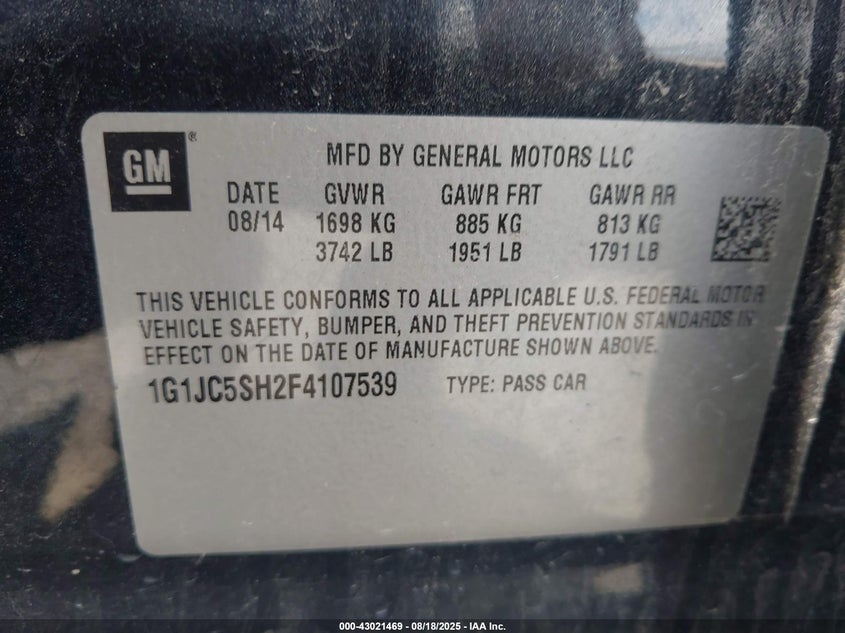 GM®
MFD BY GENERAL MOTORS LLC
DATE GVWR GAWR FRT GAWR RR
08/14 1698 KG 885 KG 813 KG
3742 LB 1951 LB 1791 LB
THIS VEHICLE CONFORMS TO ALL APPLICABLE U.S. FEDERAL MOTOR
VEHICLE SAFETY, BUMPER, AND THEFT PREVENTION STANDARDS IN
EFFECT ON THE DATE OF MANUFACTURE SHOWN ABOVE.
1G1JC5SH2F4107539 TYPE: PASS CAR
000-43021469 - 08/18/2025 - IAA Inc.